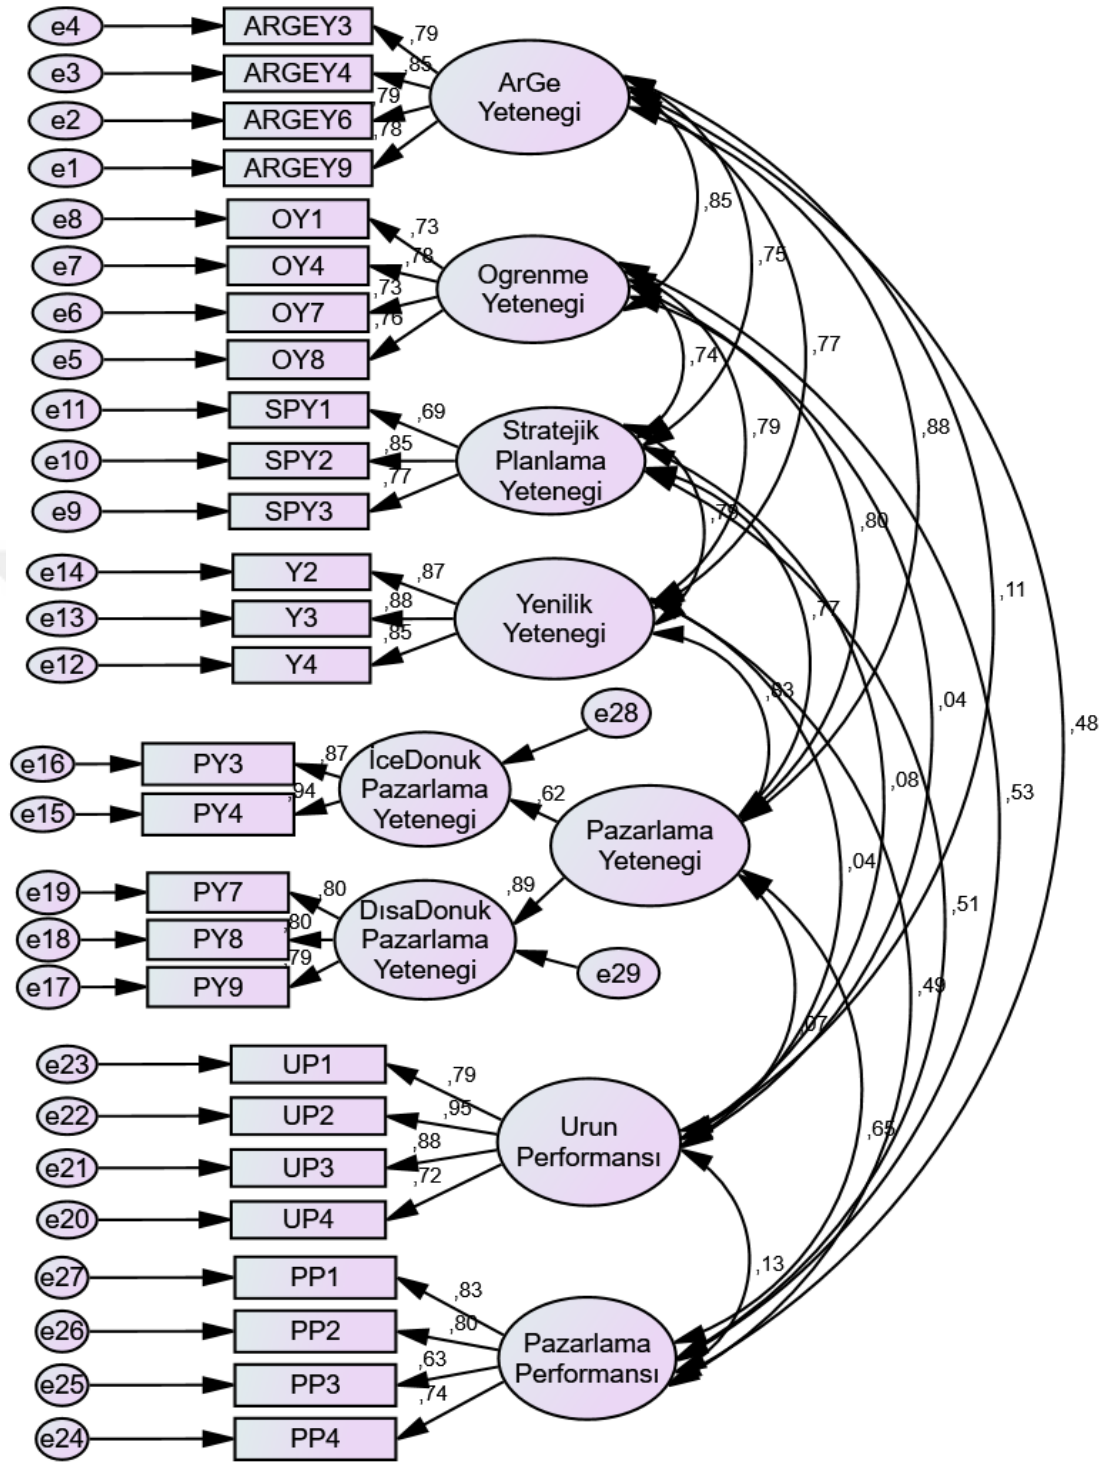 e4
ARGEY3
,79
e3
ARGEY4
,85
e2
ARGEY6
,79
e1
ARGEY9
,78
ArGe
Yetenegi
e8
OY1
,73
e7
OY4
,78
e6
OY7
,73
e5
OY8
,76
Ogrenme
Yetenegi
e11
SPY1
,69
e10
SPY2
,85
e9
SPY3
,77
Stratejik
Planlama
Yetenegi
e14
Y2
,87
e13
Y3
,88
e12
Y4
,85
Yenilik
Yetenegi
e28
e16
PY3
,87
e15
PY4
,94
İceDonuk
Pazarlama
Yetenegi
,62
Pazarlama
Yetenegi
,89
e19
PY7
,80
e18
PY8
,80
e17
PY9
,79
DısaDonuk
Pazarlama
Yetenegi
e29
e23
UP1
,79
e22
UP2
,95
e21
UP3
,88
e20
UP4
,72
Urun
Performansı
e27
PP1
,83
e26
PP2
,80
e25
PP3
,63
e24
PP4
,74
Pazarlama
Performansı
,85
,75
,77
,74
,79
,88
,80
,11
,77
,83
,04
,48
,08
,53
,04
,51
,49
,07
,65
,13